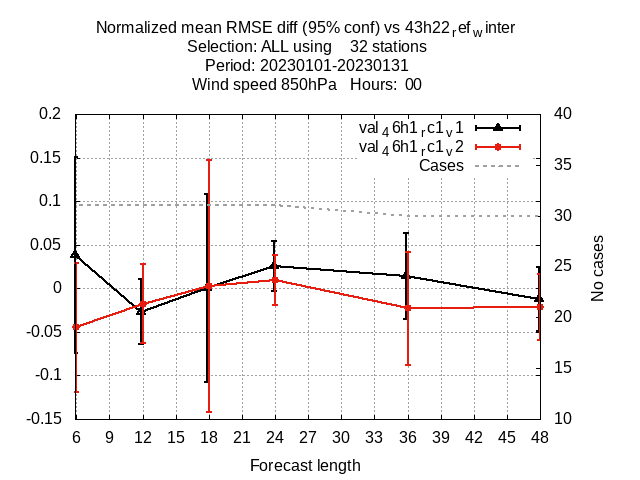 Normalized mean RMSE diff (95% conf) vs 43h22refwinter
Selection: ALL using 32 stations
Period: 20230101-20230131
Wind speed 850hPa Hours: 00
val46h1rc1v1
val46h1rc1v2
Cases
0.2
0.15
0.1
0.05
0
-0.05
-0.1
-0.15
40
35
30
25
20
15
10
No cases
6 9 12 15 18 21 24 27 30 33 36 39 42 45 48
Forecast length